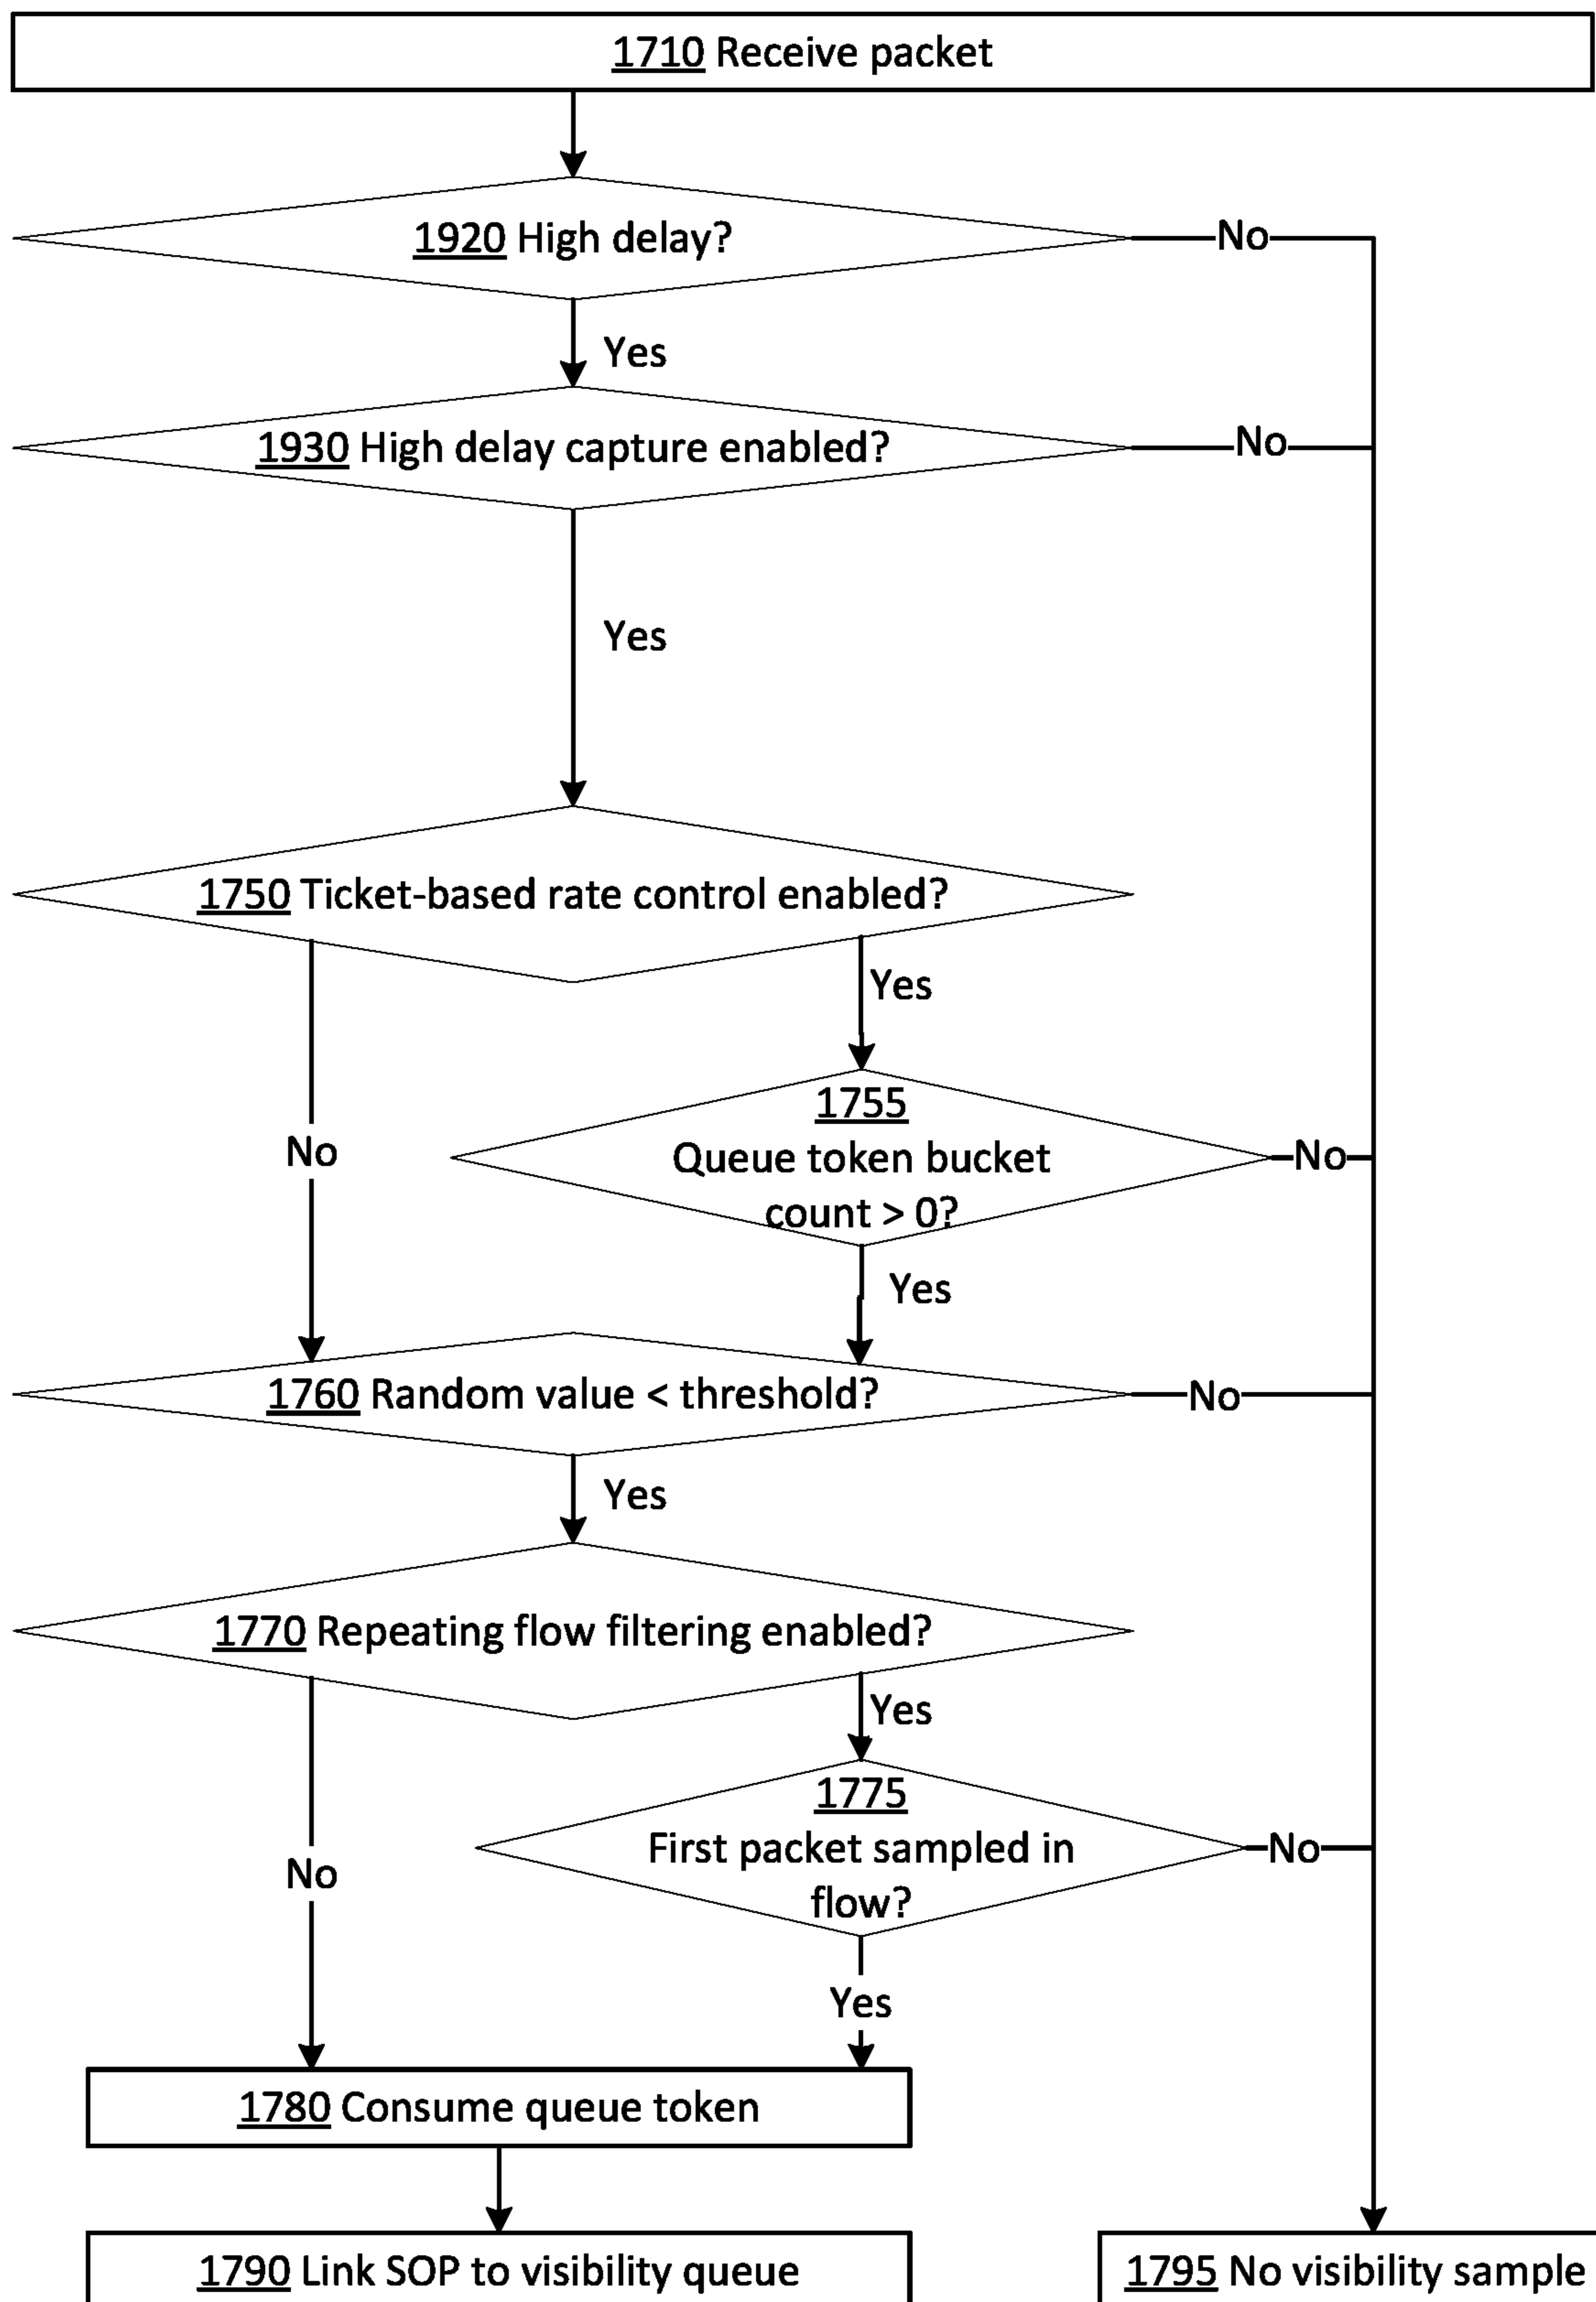 1710 Receive packet
1920 High delay?
No
Yes
1930 High delay capture enabled?
No
Yes
1750 Ticket-based rate control enabled?
Yes
1755
No
Queue token bucket
No
count > 0?
Yes
1760 Random value < threshold?
No
Yes
1770 Repeating flow filtering enabled?
Yes
1775
First packet sampled in
No
No
flow?
Yes
1780 Consume queue token
1790 Link SOP to visibility queue
1795 No visibility sample